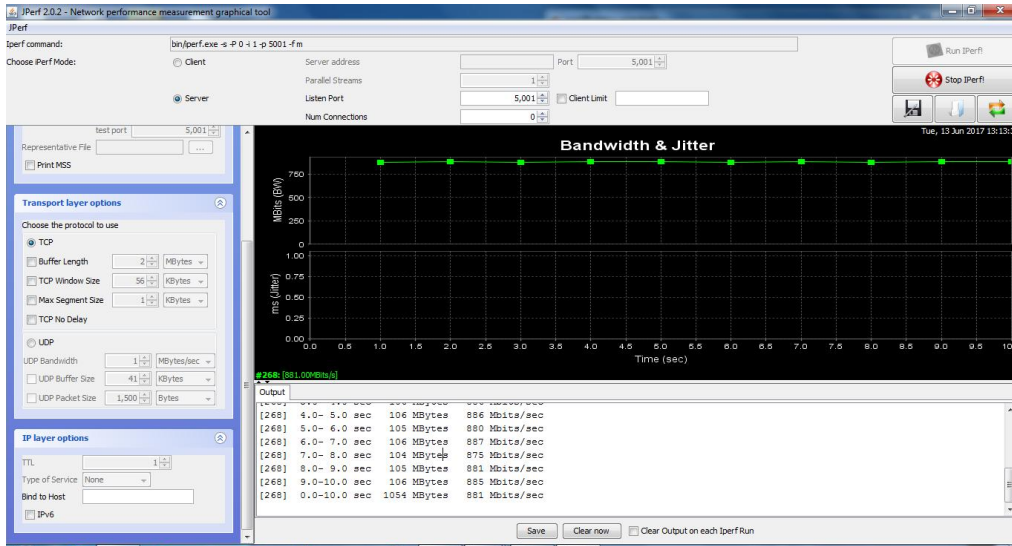 JPerf 2.0.2 - Network performance measurement graphical tool
JPerf
Iperf command: bin/iperf.exe -s -P 0 -i 1 -p 5001 -f m
Choose iPerf Mode: Client Server address Port 5,001
Parallel Streams 1
Server Listen Port 5,001 Client Limit
Num Connections 0
Run IPerf!
Stop IPerf!
test port 5,001
Representative File ...
Print MSS
Transport layer options
Choose the protocol to use
TCP
Buffer Length 2 MBytes
TCP Window Size 56 KBytes
Max Segment Size 1 KBytes
TCP No Delay
UDP
UDP Bandwidth 1 MBytes/sec
UDP Buffer Size 41 KBytes
UDP Packet Size 1,500 Bytes
IP layer options
TTL 1
Type of Service None
Bind to Host
IPv6
Tue, 13 Jun 2017 13:13:
Bandwidth & Jitter
MBits (BW)
750
500
250
0
ms (Jitter)
1.00
0.75
0.50
0.25
0.00
0.0 0.5 1.0 1.5 2.0 2.5 3.0 3.5 4.0 4.5 5.0 5.5 6.0 6.5 7.0 7.5 8.0 8.5 9.0 9.5 10
Time (sec)
#268: [881.00MBits/s]
Output
[268] 4.0- 5.0 sec 106 MBytes 886 Mbits/sec
[268] 5.0- 6.0 sec 105 MBytes 880 Mbits/sec
[268] 6.0- 7.0 sec 106 MBytes 887 Mbits/sec
[268] 7.0- 8.0 sec 104 MBytes 875 Mbits/sec
[268] 8.0- 9.0 sec 105 MBytes 881 Mbits/sec
[268] 9.0-10.0 sec 106 MBytes 885 Mbits/sec
[268] 0.0-10.0 sec 1054 MBytes 881 Mbits/sec
Save Clear now Clear Output on each Iperf Run